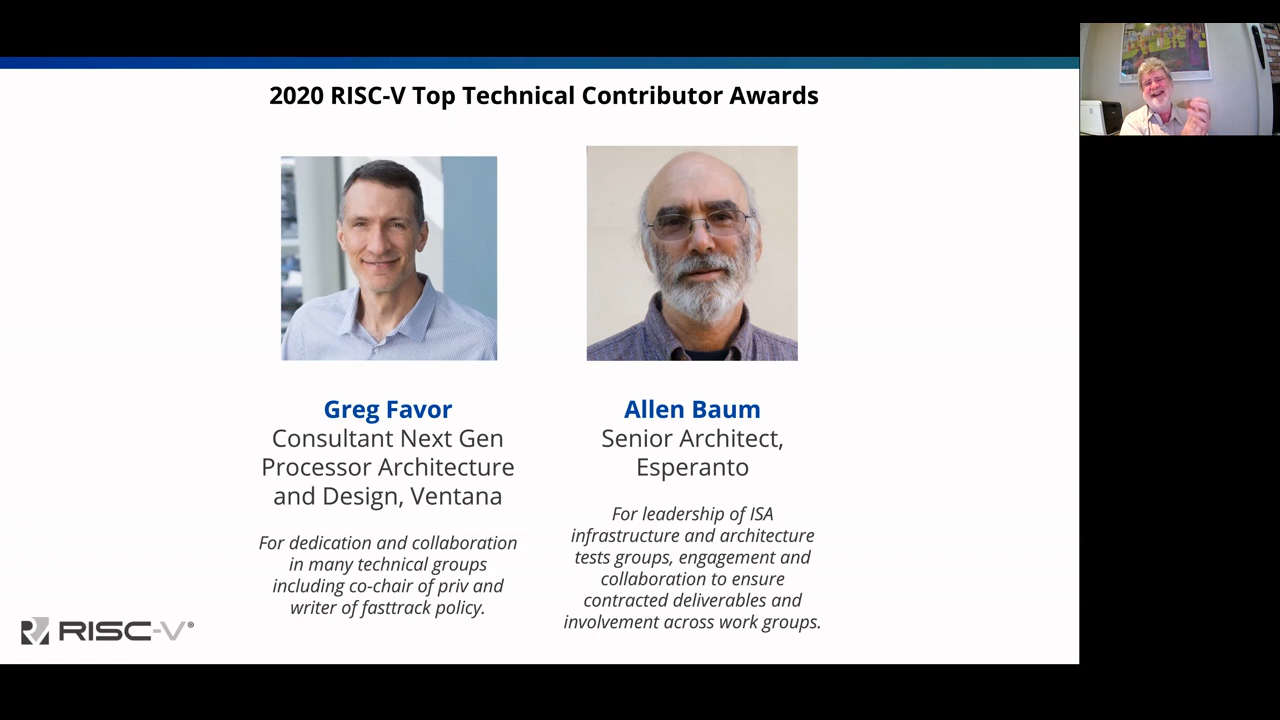 2020 RISC-V Top Technical Contributor Awards
Greg Favor
Consultant Next Gen
Processor Architecture
and Design, Ventana
For dedication and collaboration
in many technical groups
including co-chair of priv and
writer of fasttrack policy.
Allen Baum
Senior Architect,
Esperanto
For leadership of ISA
infrastructure and architecture
tests groups, engagement and
collaboration to ensure
contracted deliverables and
involvement across work groups.
RISC-V®